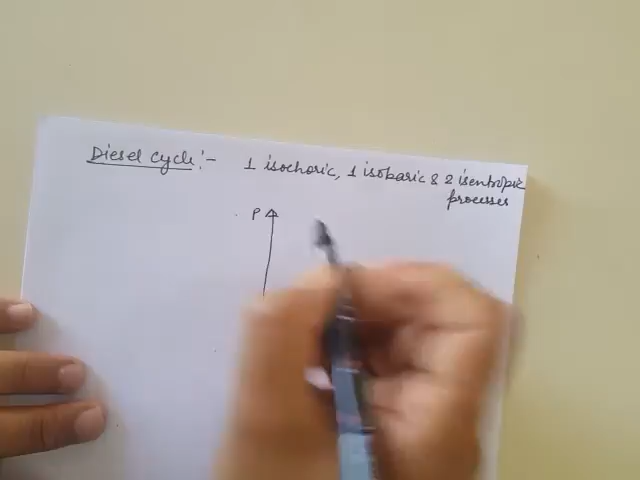 Diesel Cycle:- 1 isochoric, 1 isobaric & 2 isentropic
processes
P